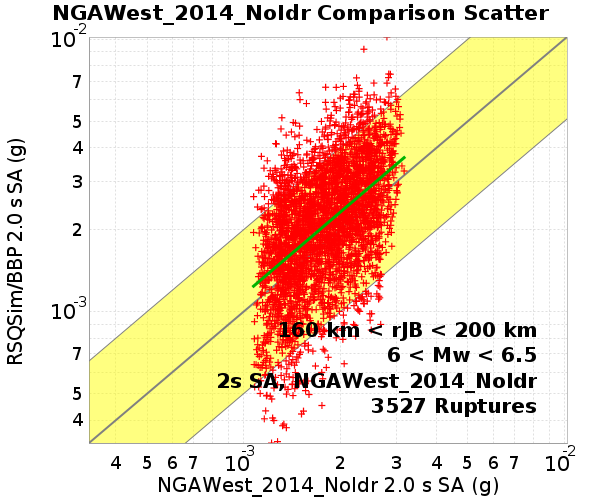 NGAWest_2014_NoIdr Comparison Scatter
10-2
7
5
4
3
2
10-3
7
5
4
RSQSim/BBP 2.0 s SA (g)
160 km < rJB < 200 km
6 < Mw < 6.5
2s SA, NGAWest_2014_NoIdr
3527 Ruptures
4 5 6 7 10-3 2 3 4 5 6 7 10-2
NGAWest_2014_NoIdr 2.0 s SA (g)